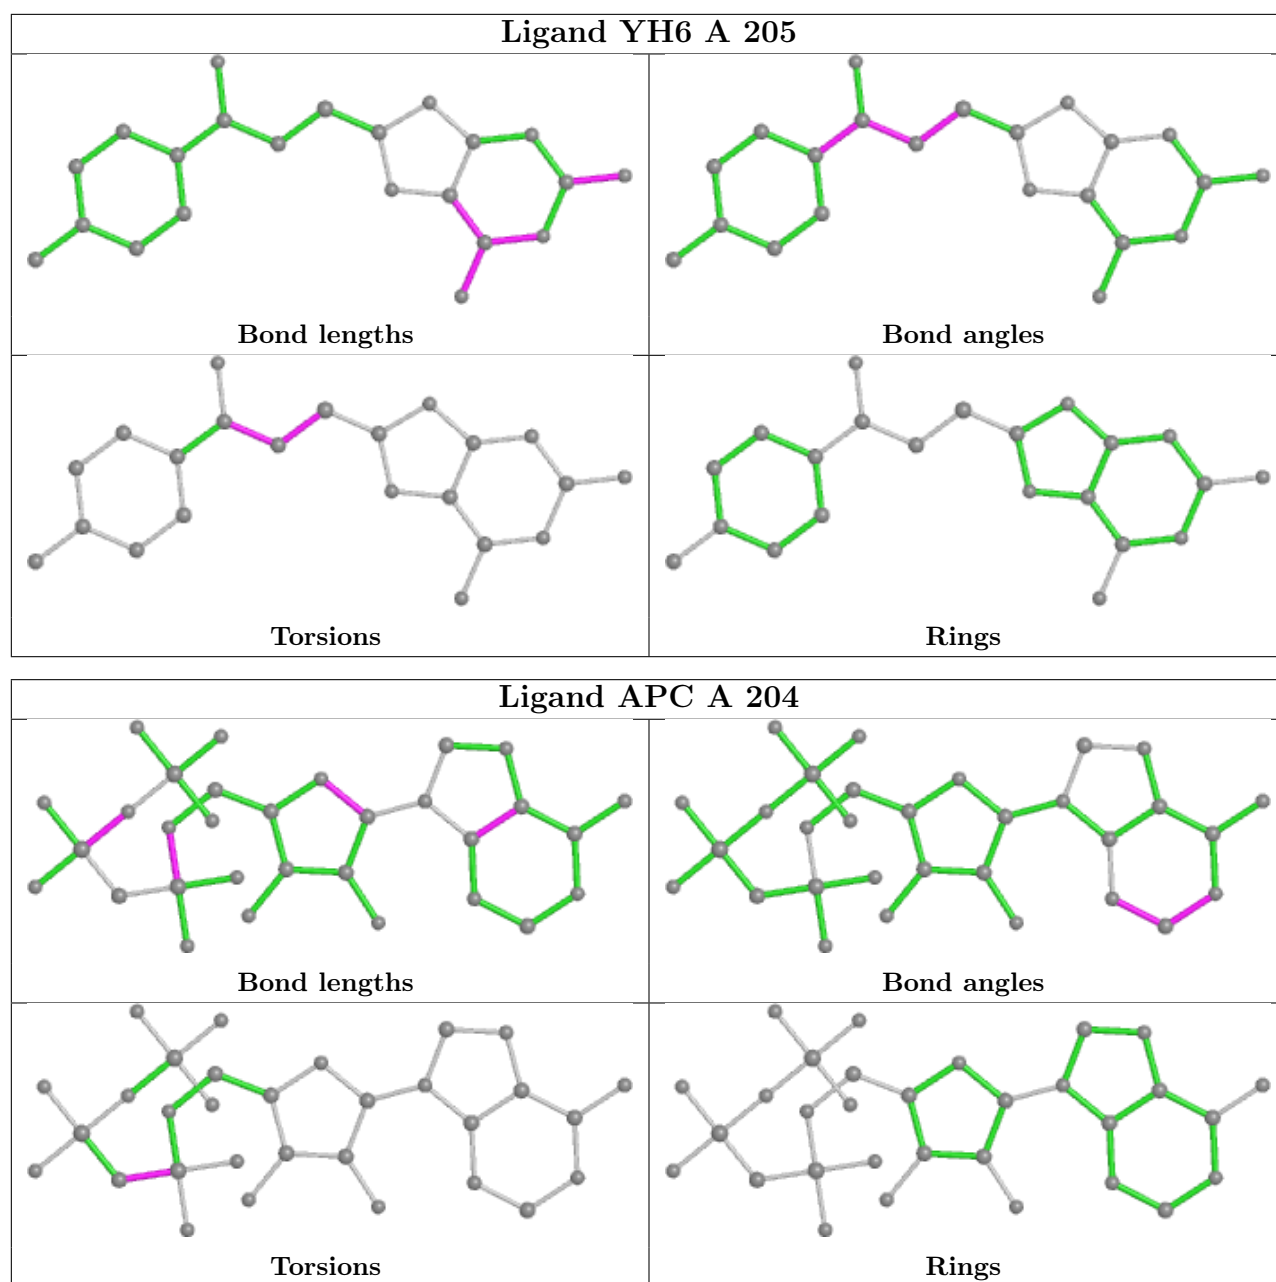 Ligand YH6 A 205
Bond lengths
Bond angles
Torsions
Rings
Ligand APC A 204
Bond lengths
Bond angles
Torsions
Rings